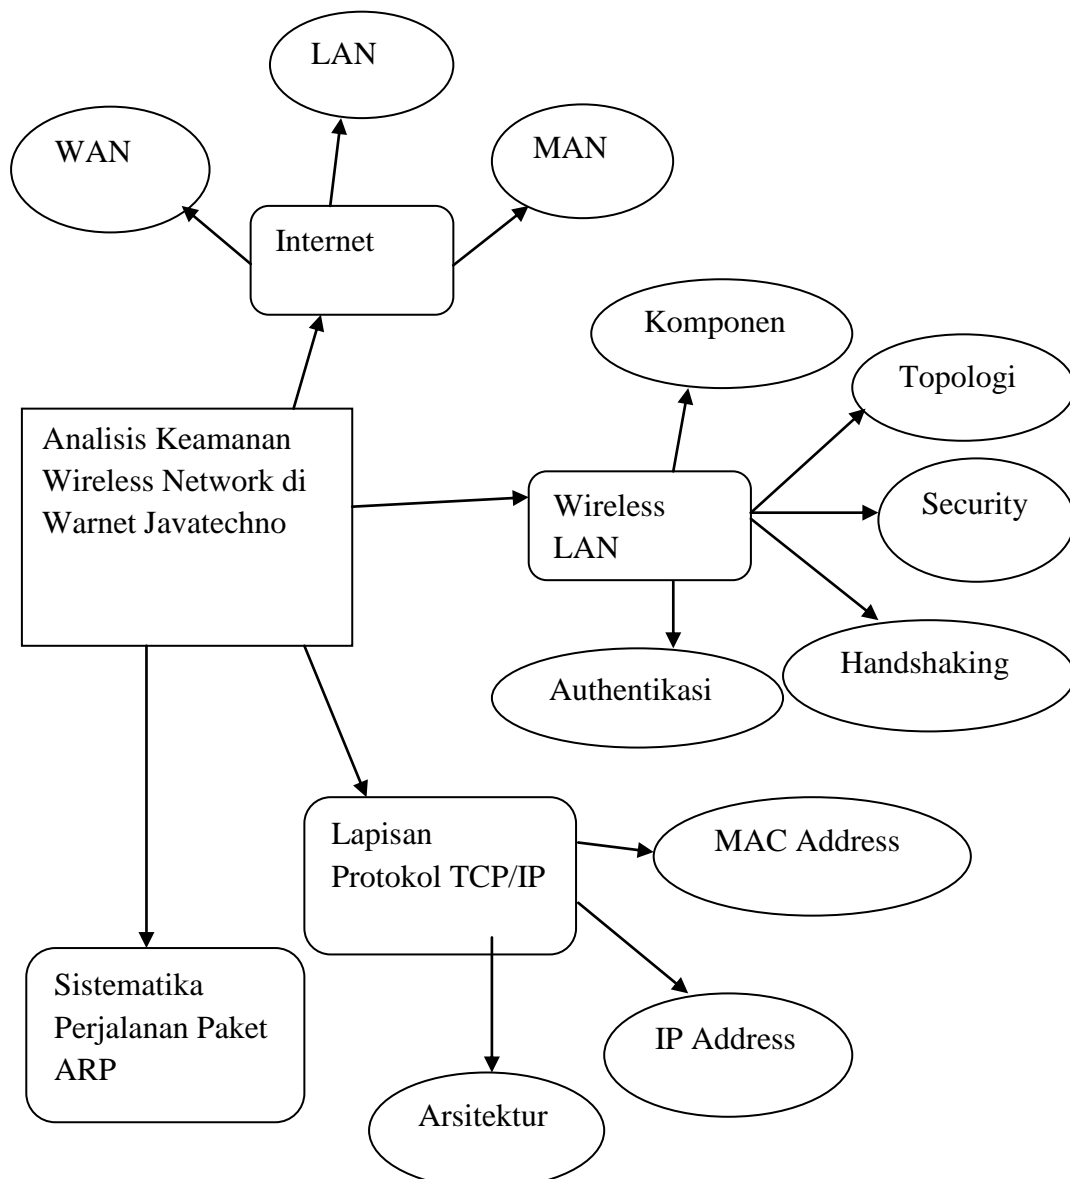 LAN
WAN
MAN
Internet
Komponen
Topologi
Analisis Keamanan
Wireless Network di
Warnet Javatechno
Wireless
LAN
Security
Handshaking
Authentikasi
Lapisan
Protokol TCP/IP
MAC Address
Sistematika
Perjalanan Paket
ARP
IP Address
Arsitektur